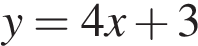 y = 4x + 3